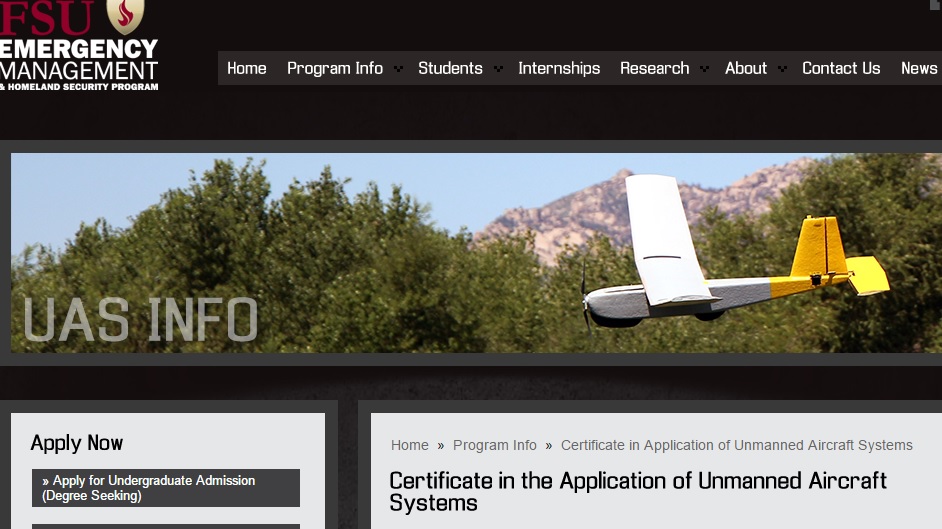 FSU
EMERGENCY
MANAGEMENT
& HOMELAND SECURITY PROGRAM
Home Program Info Students Internships Research About Contact Us News
UAS INFO
Apply Now
» Apply for Undergraduate Admission
(Degree Seeking)
Home » Program Info » Certificate in Application of Unmanned Aircraft Systems
Certificate in the Application of Unmanned Aircraft
Systems